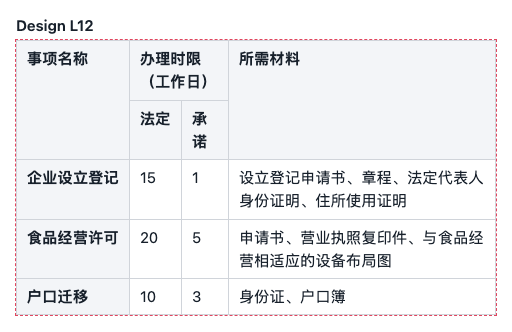 Design L12
事项名称
办理时限
（工作日）
所需材料
法定
承
诺
企业设立登记
15
1
设立登记申请书、章程、法定代表人
身份证明、住所使用证明
食品经营许可
20
5
申请书、营业执照复印件、与食品经
营相适应的设备布局图
户口迁移
10
3
身份证、户口簿